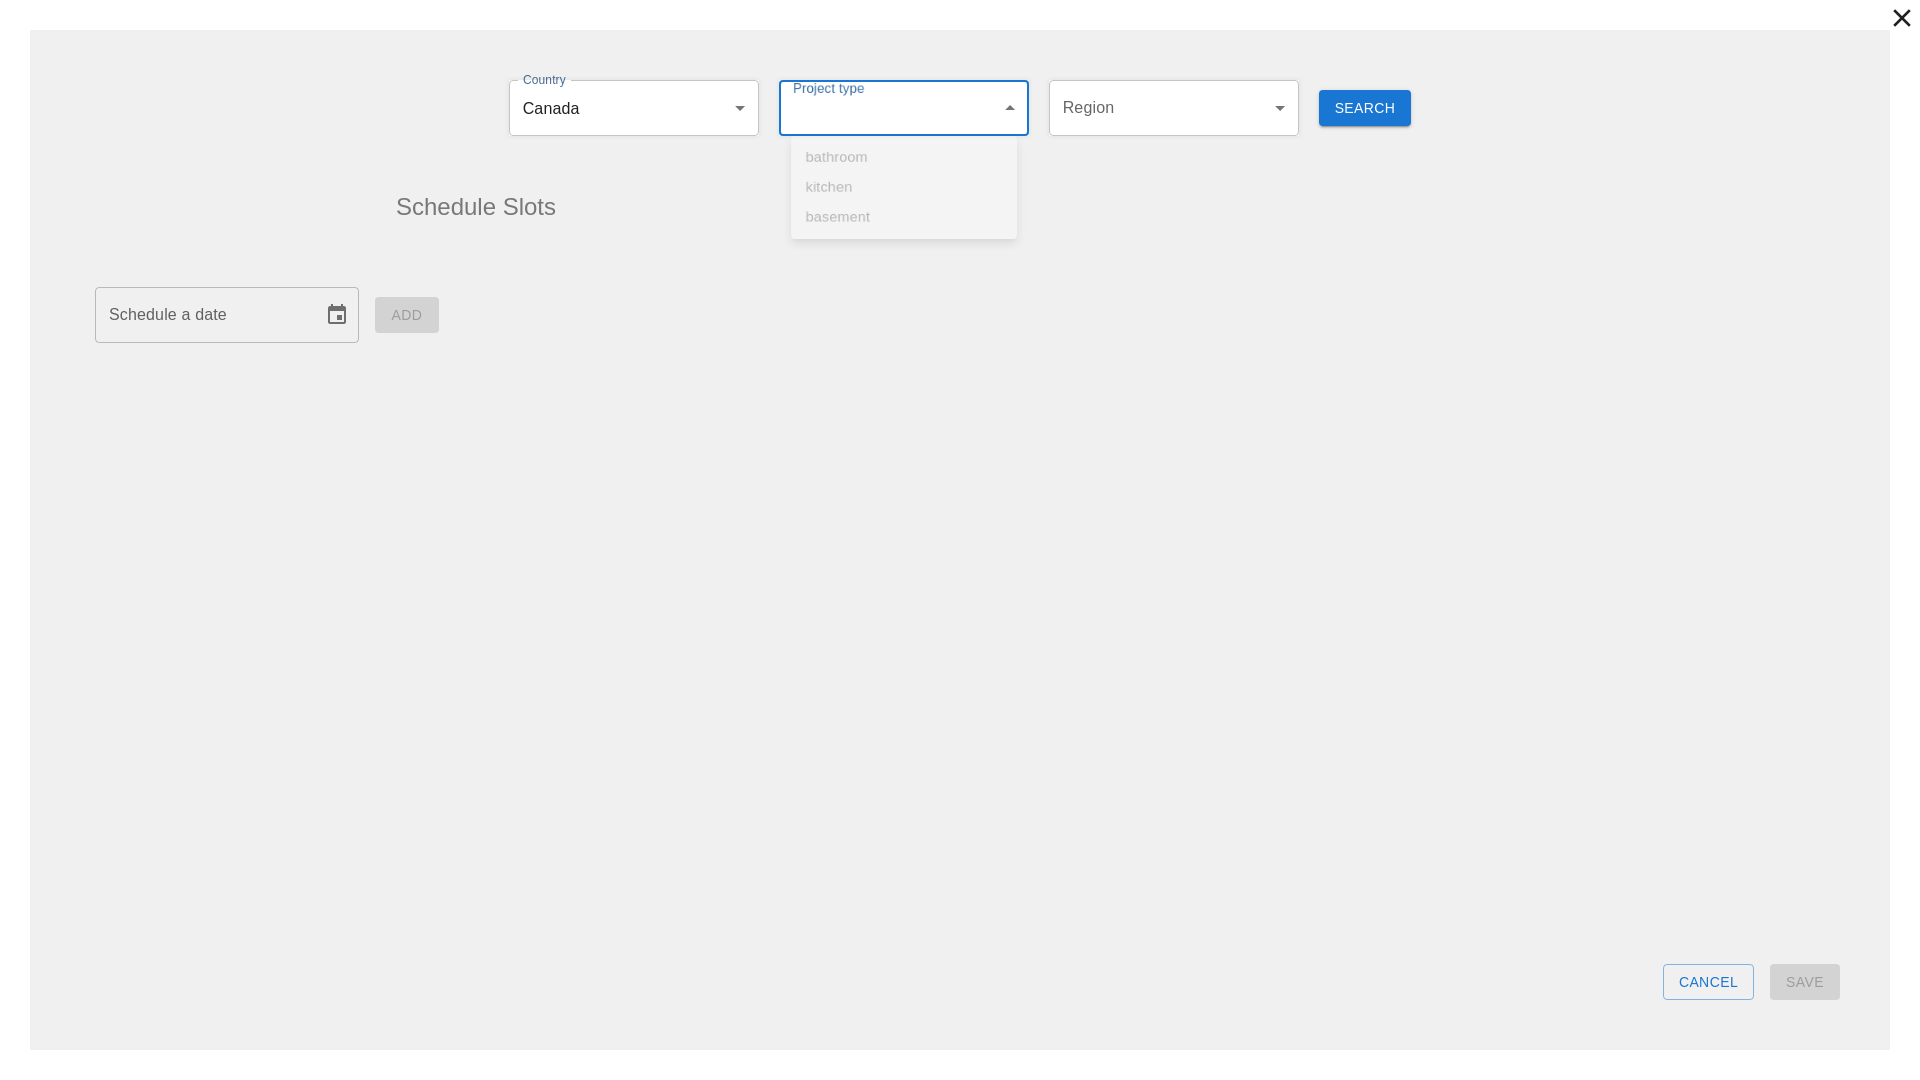 Country
Canada
Project type
Region
SEARCH
bathroom
kitchen
basement
Schedule Slots
Schedule a date
ADD
CANCEL
SAVE